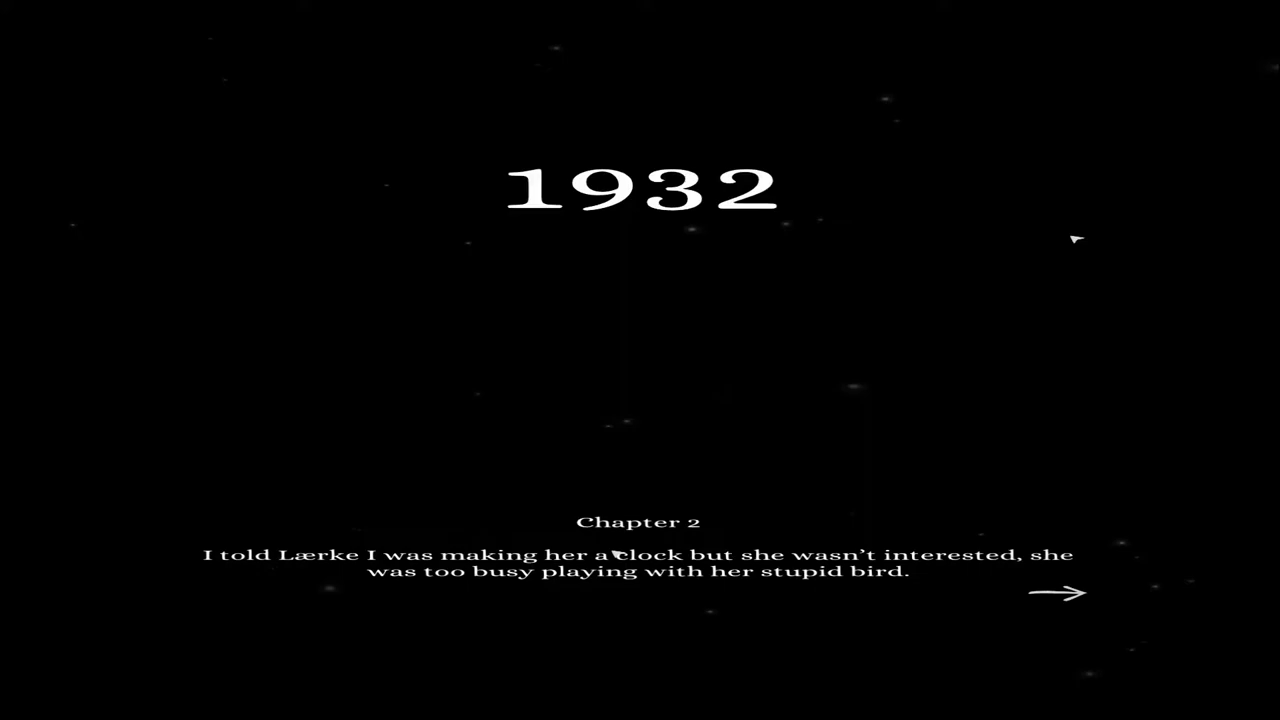 1932
Chapter 2
I told Lærke I was making her a clock but she wasn't interested, she
was too busy playing with her stupid bird.